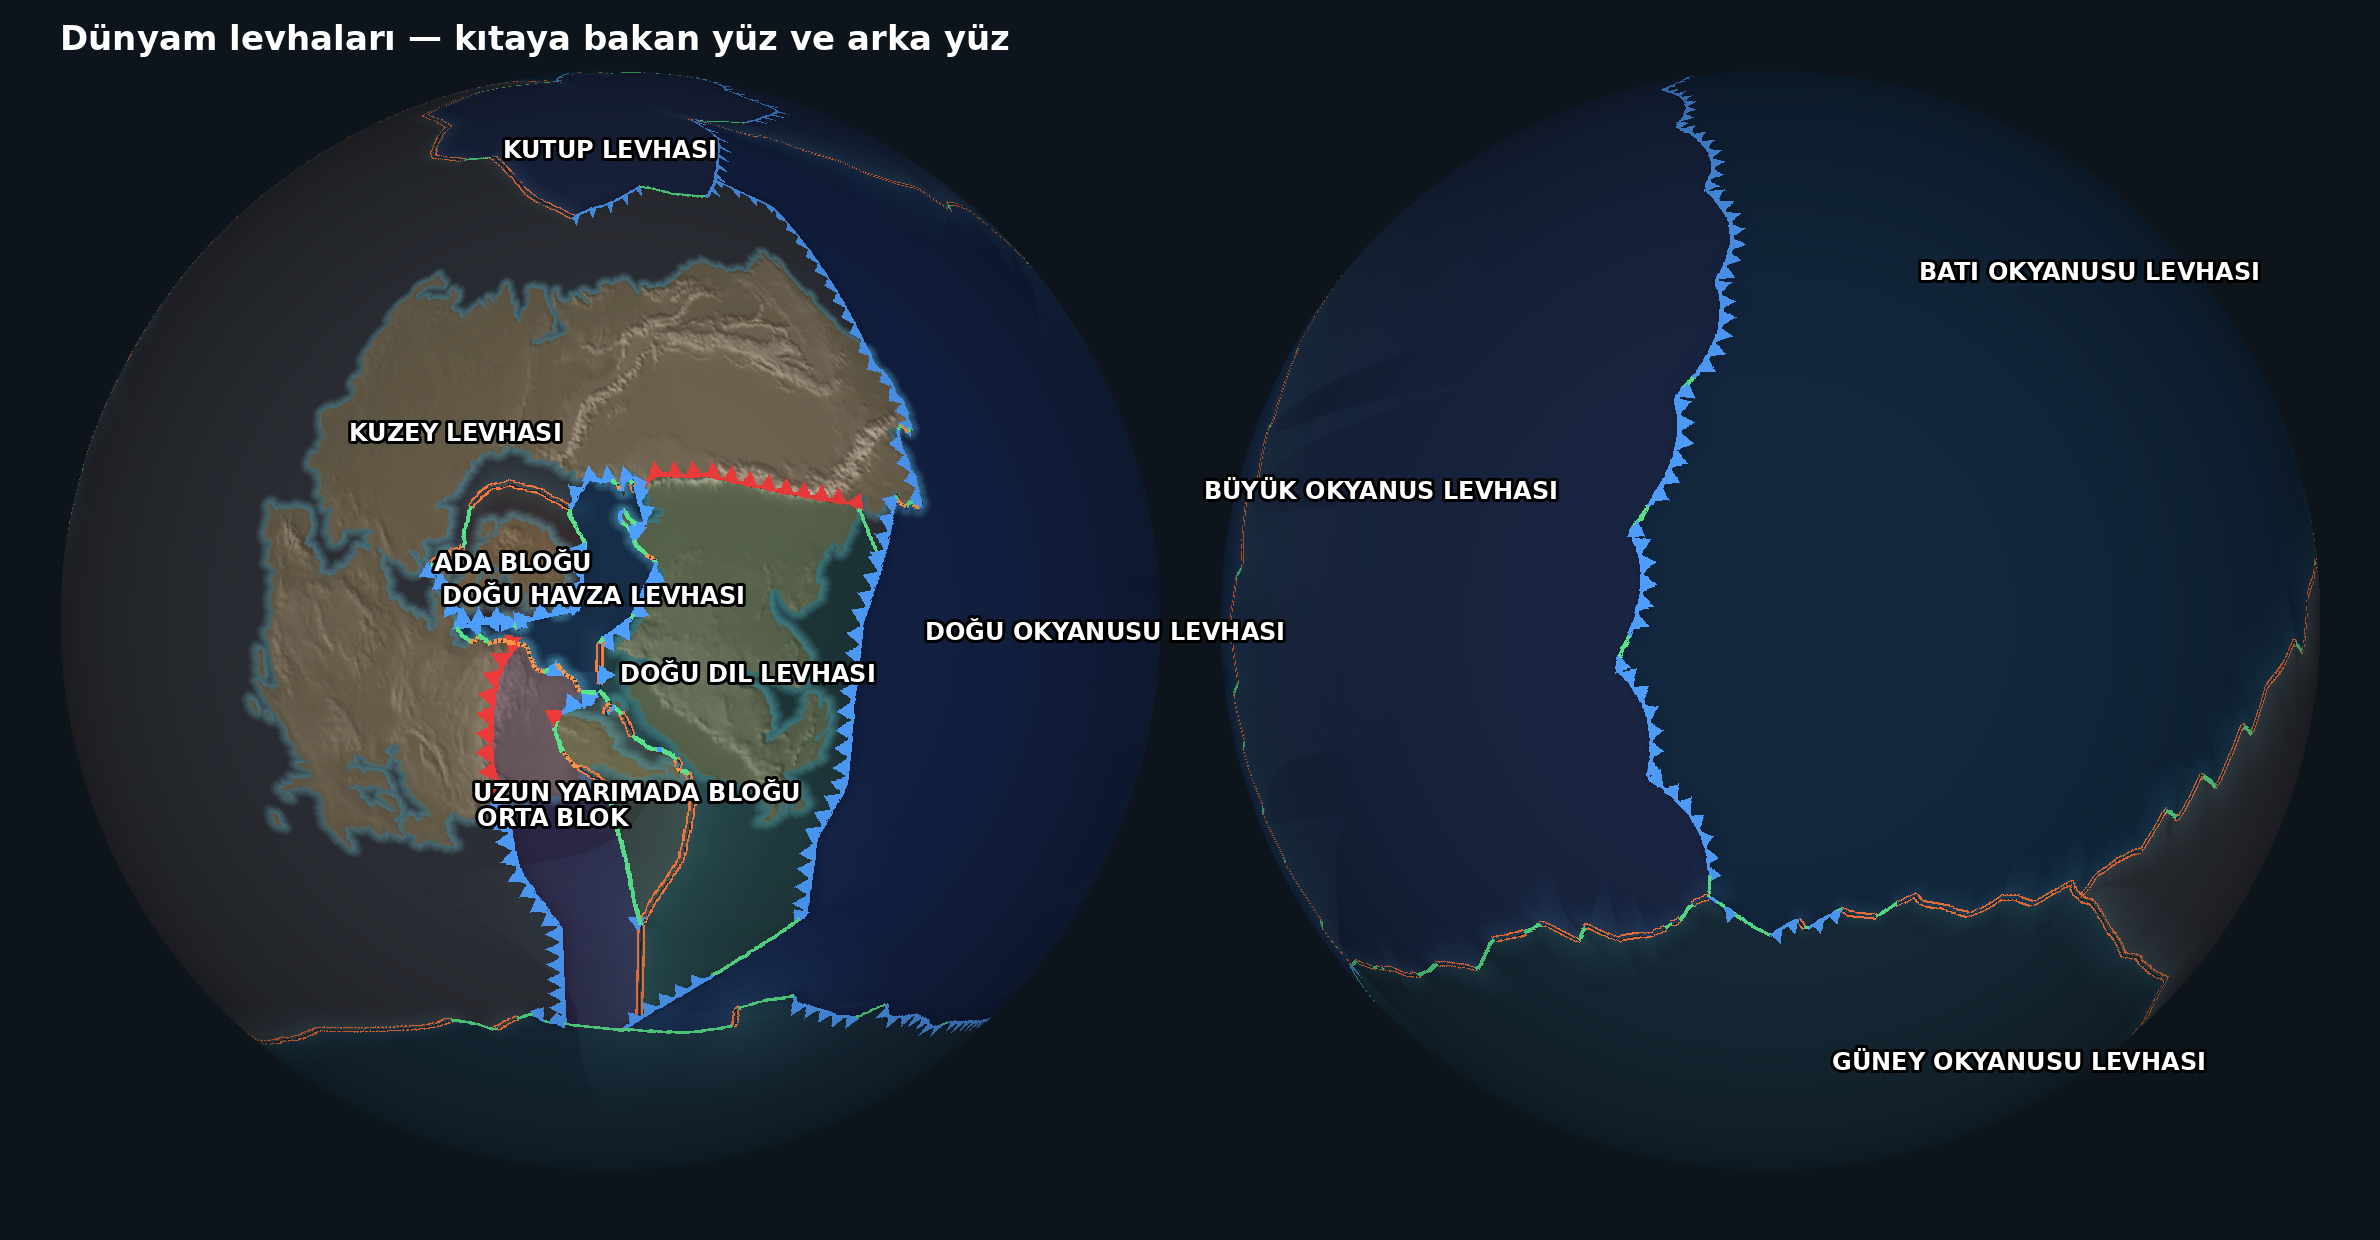 Dünyam levhaları — kıtaya bakan yüz ve arka yüz
KUTUP LEVHASI
BATI OKYANUSU LEVHASI
KUZEY LEVHASI
BÜYÜK OKYANUS LEVHASI
ADA BLOĞU
DOĞU HAVZA LEVHASI
DOĞU OKYANUSU LEVHASI
DOĞU DIL LEVHASI
UZUN YARIMADA BLOĞU
ORTA BLOK
GÜNEY OKYANUSU LEVHASI